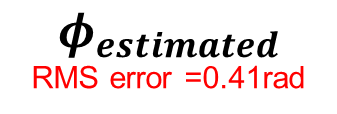 ϕestimated
RMS error =0.41rad